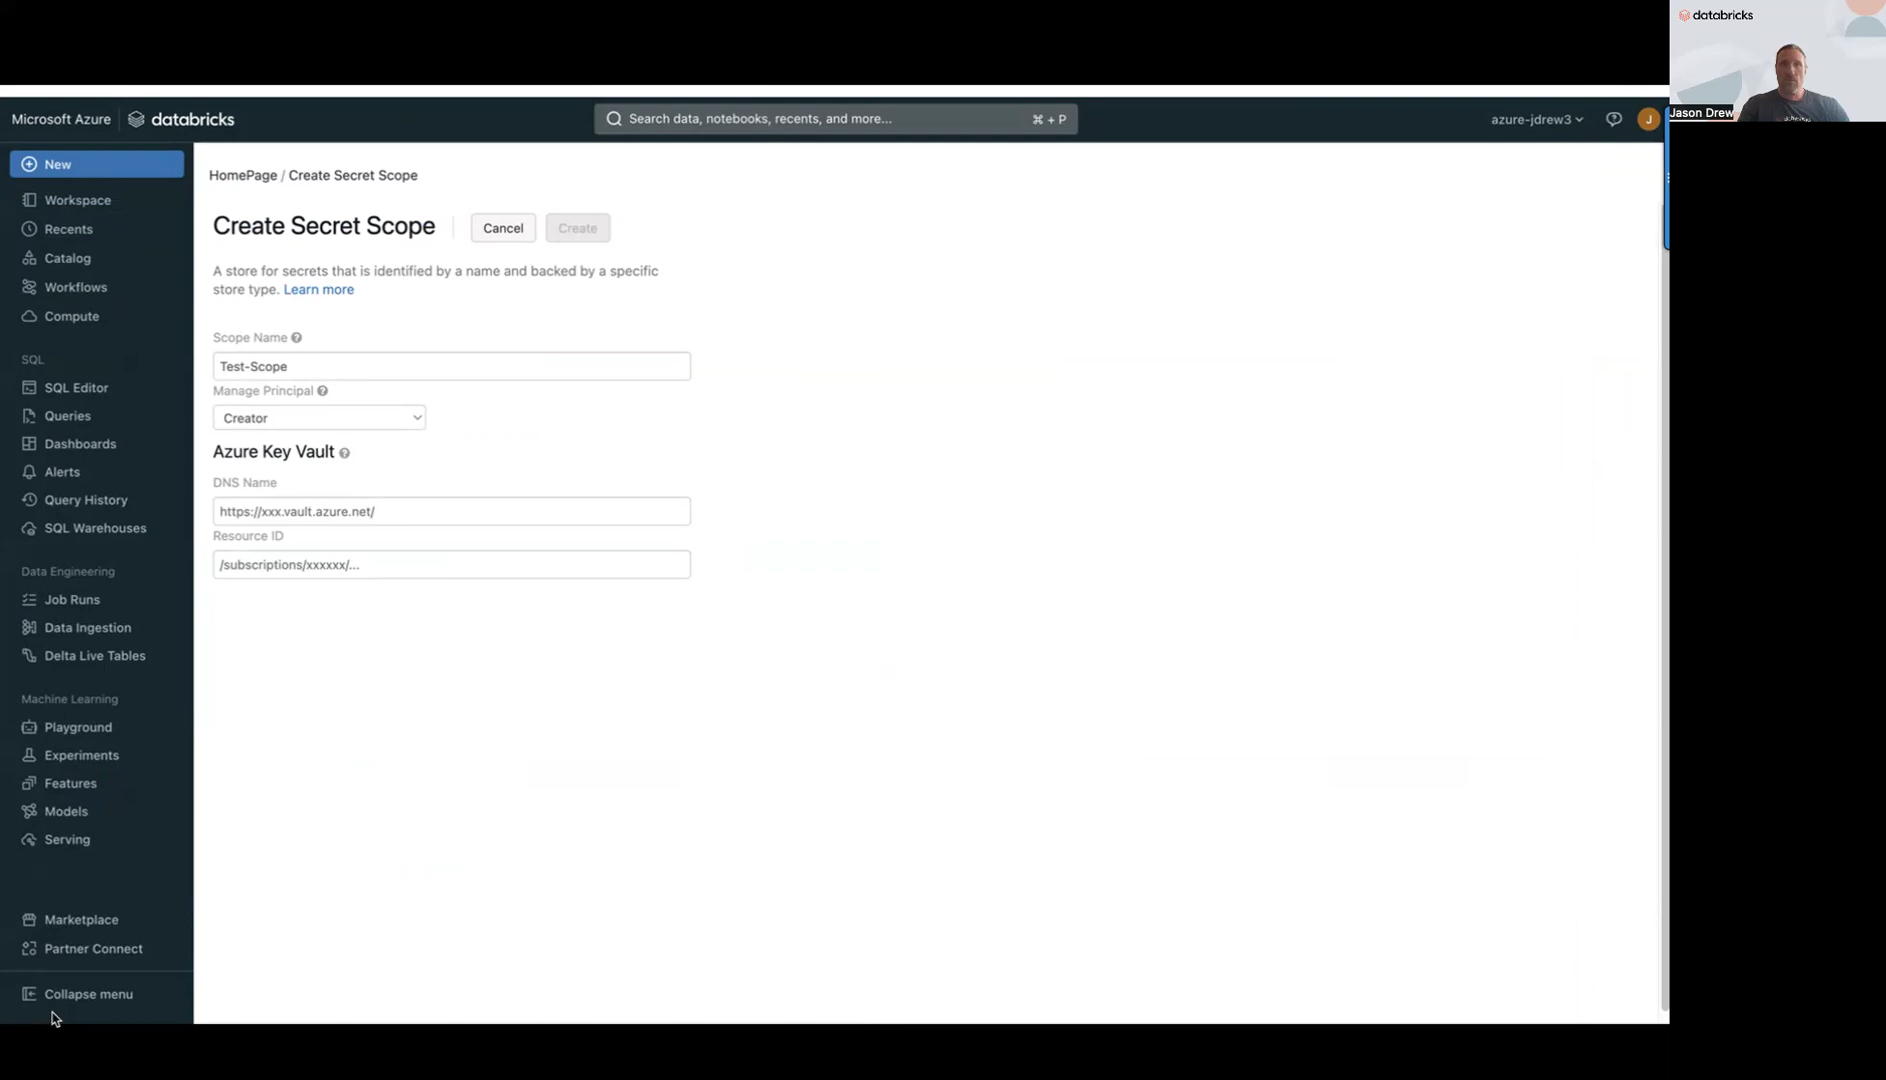 databricks
Jason Drew
Microsoft Azure
databricks
Search data, notebooks, recents, and more...
⌘ + P
azure-jdrew3
J
New
Workspace
Recents
Catalog
Workflows
Compute
SQL
SQL Editor
Queries
Dashboards
Alerts
Query History
SQL Warehouses
Data Engineering
Job Runs
Data Ingestion
Delta Live Tables
Machine Learning
Playground
Experiments
Features
Models
Serving
Marketplace
Partner Connect
Collapse menu
HomePage / Create Secret Scope
Create Secret Scope
Cancel
Create
A store for secrets that is identified by a name and backed by a specific
store type. Learn more
Scope Name
Test-Scope
Manage Principal
Creator
Azure Key Vault
DNS Name
https://xxx.vault.azure.net/
Resource ID
/subscriptions/xxxxxx/...